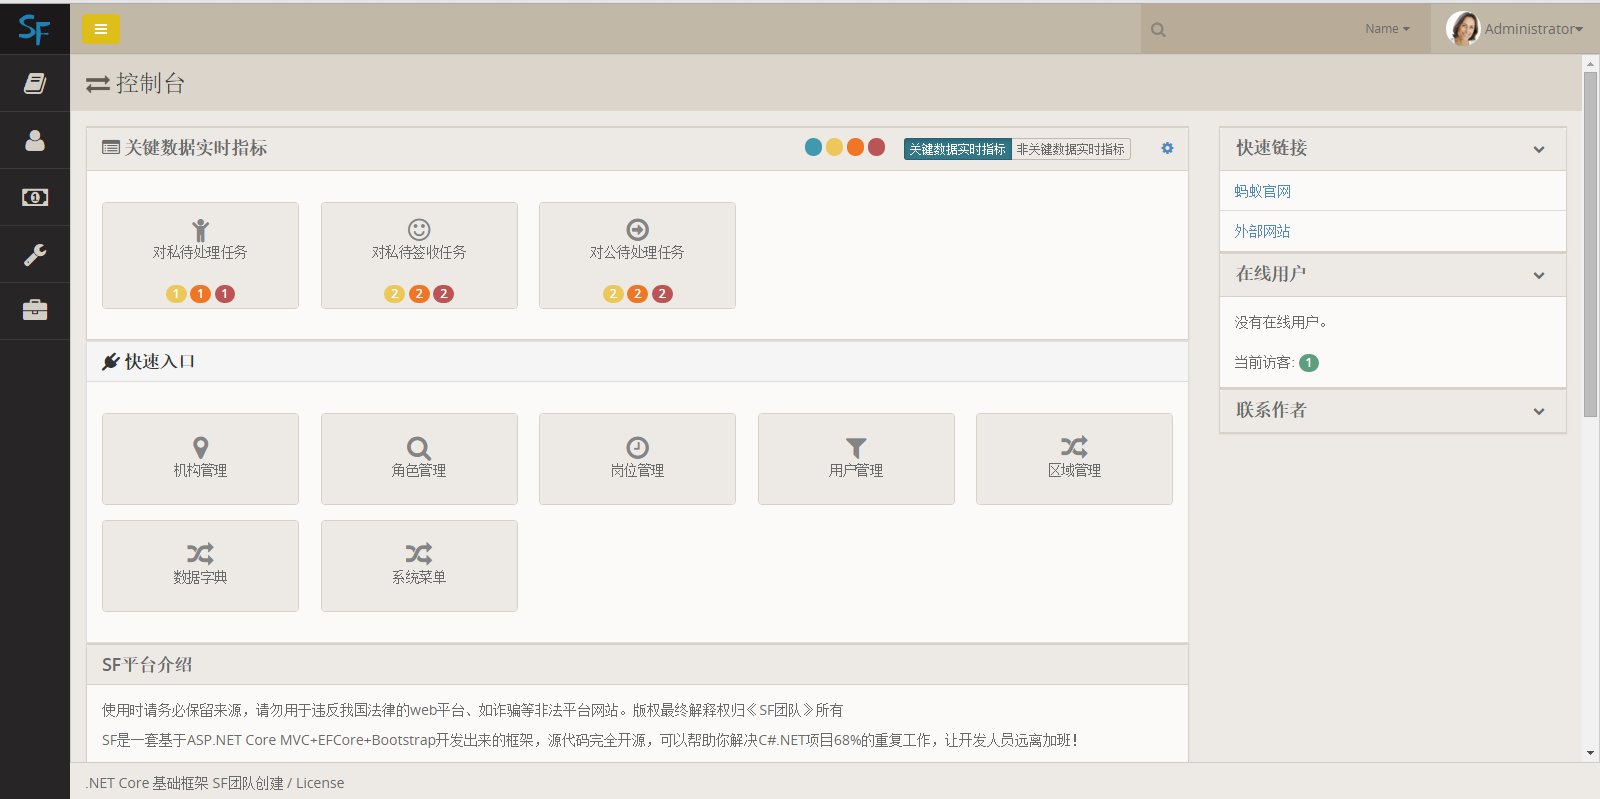 SF
Name
Administrator
控制台
关键数据实时指标
关键数据实时指标 非关键数据实时指标
对私待处理任务
1 1 1
对私待签收任务
2 2 2
对公待处理任务
2 2 2
快速入口
机构管理
角色管理
岗位管理
用户管理
区域管理
数据字典
系统菜单
SF平台介绍
使用时请务必保留来源，请勿用于违反我国法律的web平台、如诈骗等非法平台网站。版权最终解释权归《SF团队》所有
SF是一套基于ASP.NET Core MVC+EFCore+Bootstrap开发出来的框架，源代码完全开源，可以帮助你解决C#.NET项目68%的重复工作，让开发人员远离加班！
快速链接
蚂蚁官网
外部网站
在线用户
没有在线用户。
当前访客: 1
联系作者
.NET Core 基础框架 SF团队创建 / License